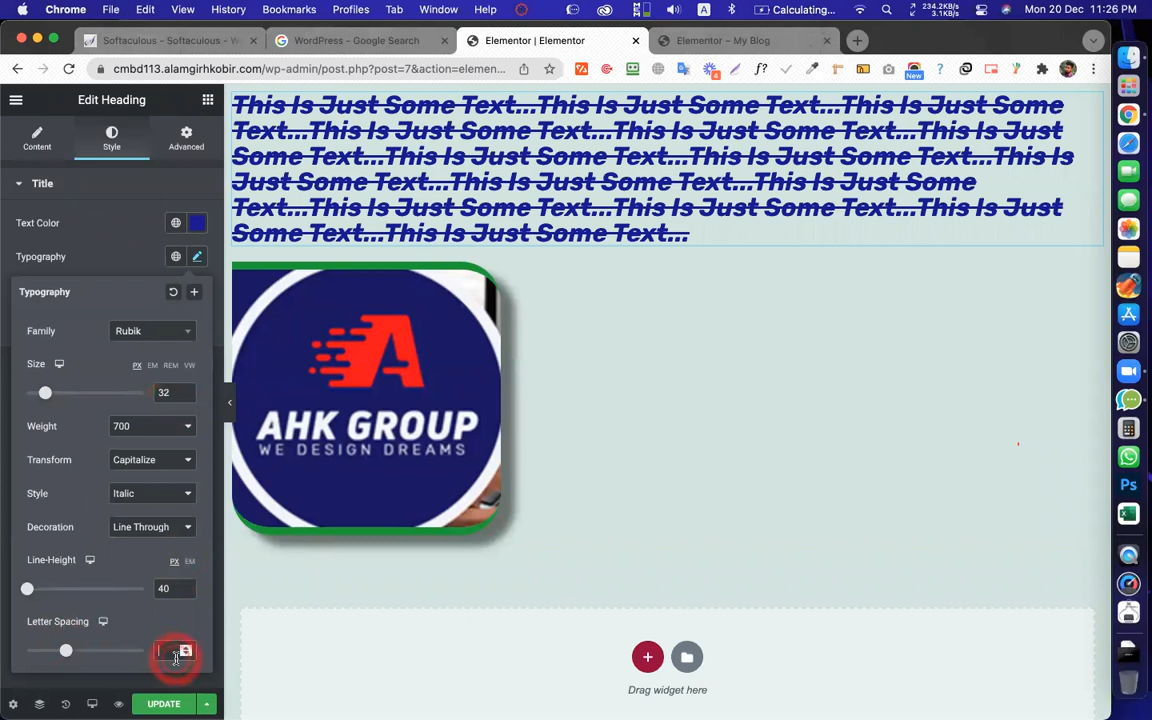 Chrome File Edit View History Bookmarks Profiles Tab Window Help
A
Calculating...
234.2KB/s
3.1KB/s
Mon 20 Dec 11:26 PM
Softaculous - Softaculous - W
WordPress - Google Search
Elementor | Elementor
Elementor – My Blog
cmbd113.alamgirhkobir.com/wp-admin/post.php?post=7&action=elemen...
f?
4
New
Edit Heading
Content
Style
Advanced
Title
Text Color
Typography
Typography
Family
Rubik
Size
PX EM REM VW
32
Weight
700
Transform
Capitalize
Style
Italic
Decoration
Line Through
Line-Height
PX EM
40
Letter Spacing
UPDATE
This Is Just Some Text...This Is Just Some Text...This Is Just Some
Text...This Is Just Some Text...This Is Just Some Text...This Is Just
Some Text...This Is Just Some Text...This Is Just Some Text...This Is
Just Some Text...This Is Just Some Text...This Is Just Some
Text...This Is Just Some Text...This Is Just Some Text...This Is Just
Some Text...This Is Just Some Text...
A
AHK GROUP
WE DESIGN DREAMS
Drag widget here
Ps